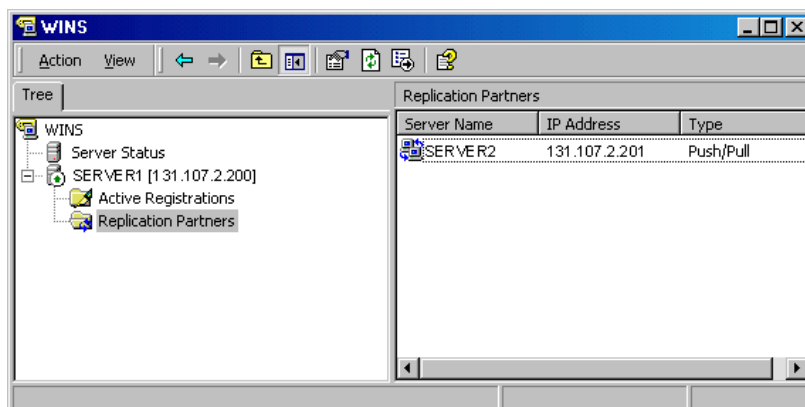 WINS
Action View
Tree
Replication Partners
WINS
Server Status
SERVER1 [131.107.2.200]
Active Registrations
Replication Partners
Server Name IP Address Type
SERVER2 131.107.2.201 Push/Pull